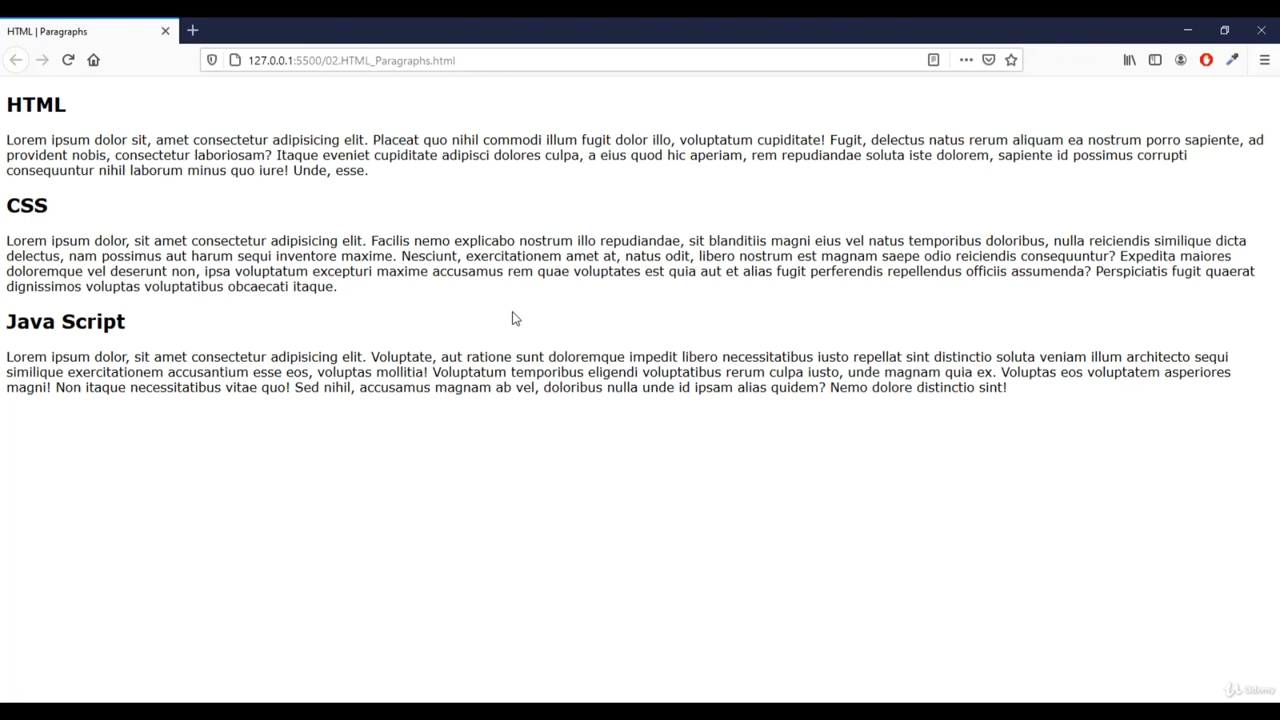 HTML | Paragraphs
127.0.0.1:5500/02.HTML_Paragraphs.html
HTML
Lorem ipsum dolor sit, amet consectetur adipisicing elit. Placeat quo nihil commodi illum fugit dolor illo, voluptatum cupiditate! Fugit, delectus natus rerum aliquam ea nostrum porro sapiente, ad
provident nobis, consectetur laboriosam? Itaque eveniet cupiditate adipisci dolores culpa, a eius quod hic aperiam, rem repudiandae soluta iste dolorem, sapiente id possimus corrupti
consequuntur nihil laborum minus quo iure! Unde, esse.
CSS
Lorem ipsum dolor, sit amet consectetur adipisicing elit. Facilis nemo explicabo nostrum illo repudiandae, sit blanditiis magni eius vel natus temporibus doloribus, nulla reiciendis similique dicta
delectus, nam possimus aut harum sequi inventore maxime. Nesciunt, exercitationem amet at, natus odit, libero nostrum est magnam saepe odio reiciendis consequuntur? Expedita maiores
doloremque vel deserunt non, ipsa voluptatum excepturi maxime accusamus rem quae voluptates est quia aut et alias fugit perferendis repellendus officiis assumenda? Perspiciatis fugit quaerat
dignissimos voluptas voluptatibus obcaecati itaque.
Java Script
Lorem ipsum dolor, sit amet consectetur adipisicing elit. Voluptate, aut ratione sunt doloremque impedit libero necessitatibus iusto repellat sint distinctio soluta veniam illum architecto sequi
similique exercitationem accusantium esse eos, voluptas mollitia! Voluptatum temporibus eligendi voluptatibus rerum culpa iusto, unde magnam quia ex. Voluptas eos voluptatem asperiores
magni! Non itaque necessitatibus vitae quo! Sed nihil, accusamus magnam ab vel, doloribus nulla unde id ipsam alias quidem? Nemo dolore distinctio sint!
Udemy